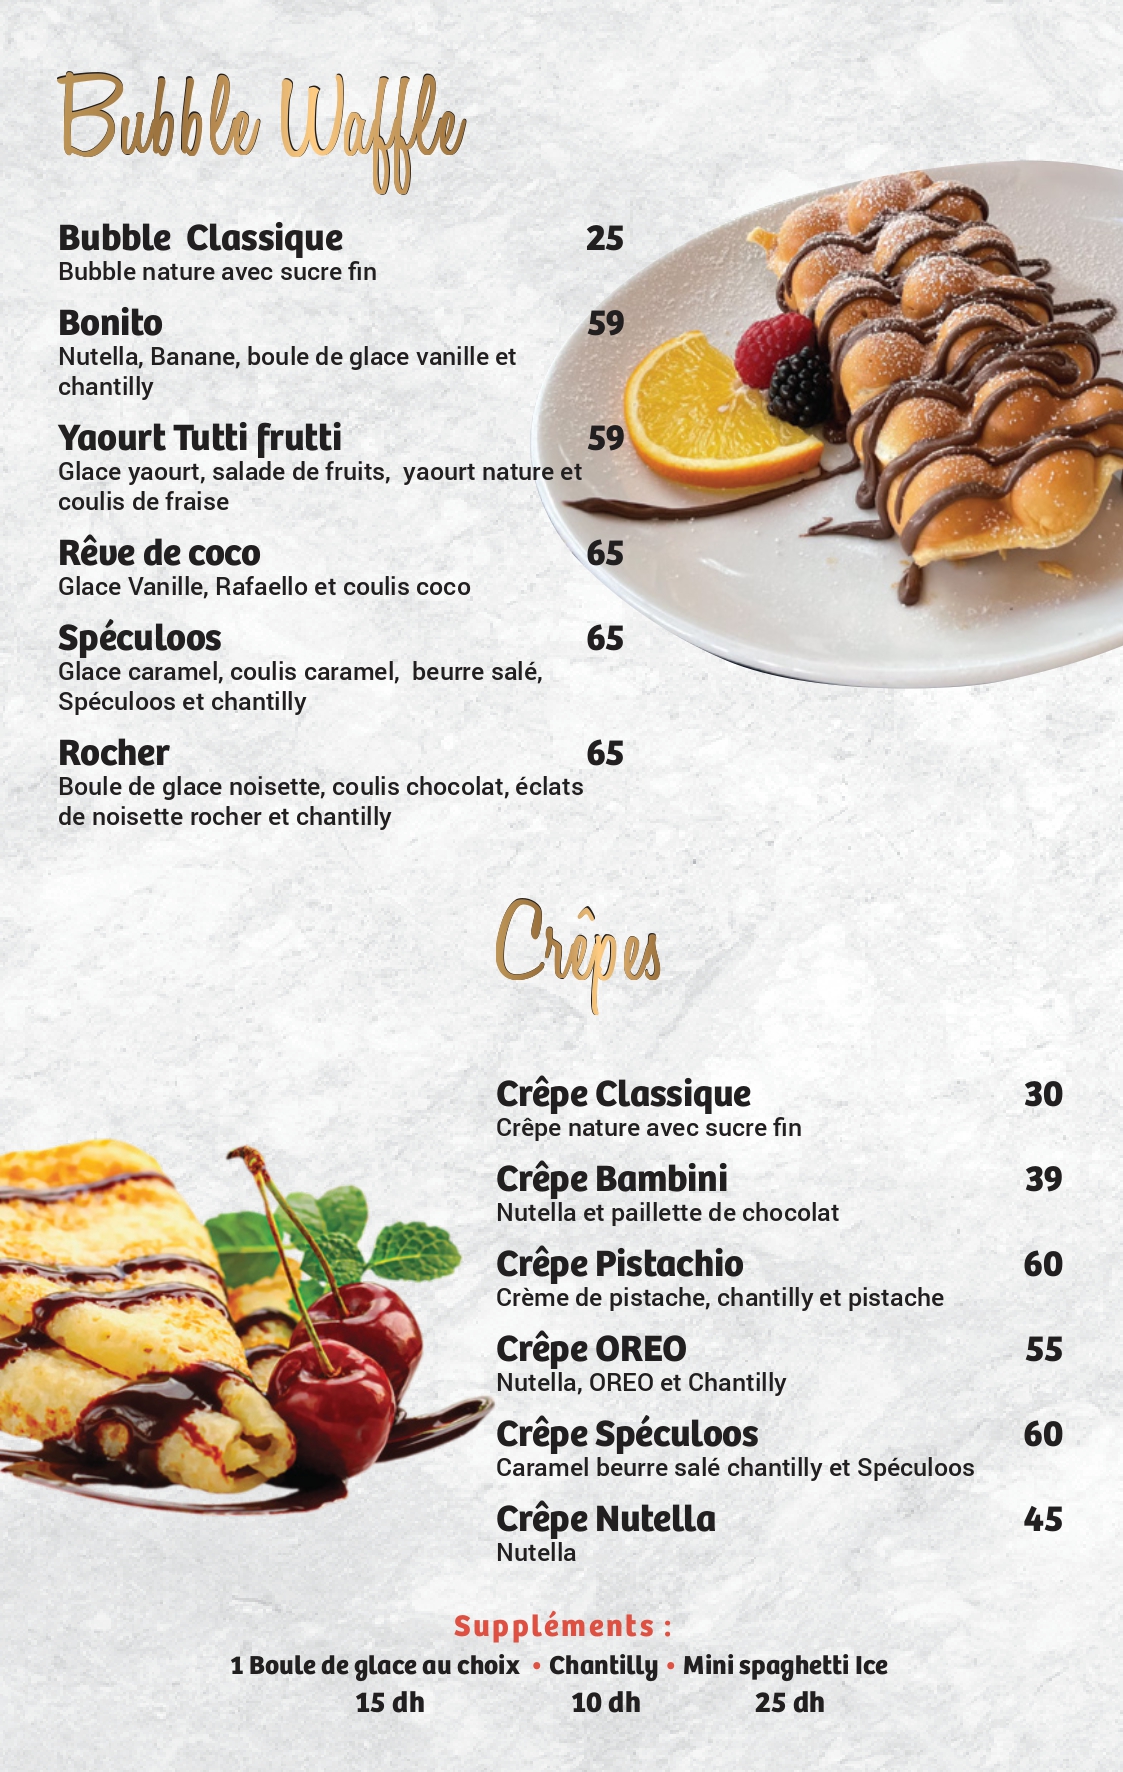 Bubble Waffle
Bubble Classique 25
Bubble nature avec sucre fin
Bonito 59
Nutella, Banane, boule de glace vanille et
chantilly
Yaourt Tutti frutti 59
Glace yaourt, salade de fruits, yaourt nature et
coulis de fraise
Rêve de coco 65
Glace Vanille, Rafaello et coulis coco
Spéculoos 65
Glace caramel, coulis caramel, beurre salé,
Spéculoos et chantilly
Rocher 65
Boule de glace noisette, coulis chocolat, éclats
de noisette rocher et chantilly
Crêpes
Crêpe Classique 30
Crêpe nature avec sucre fin
Crêpe Bambini 39
Nutella et paillette de chocolat
Crêpe Pistachio 60
Crème de pistache, chantilly et pistache
Crêpe OREO 55
Nutella, OREO et Chantilly
Crêpe Spéculoos 60
Caramel beurre salé chantilly et Spéculoos
Crêpe Nutella 45
Nutella
Suppléments :
1 Boule de glace au choix • Chantilly • Mini spaghetti Ice
15 dh 10 dh 25 dh